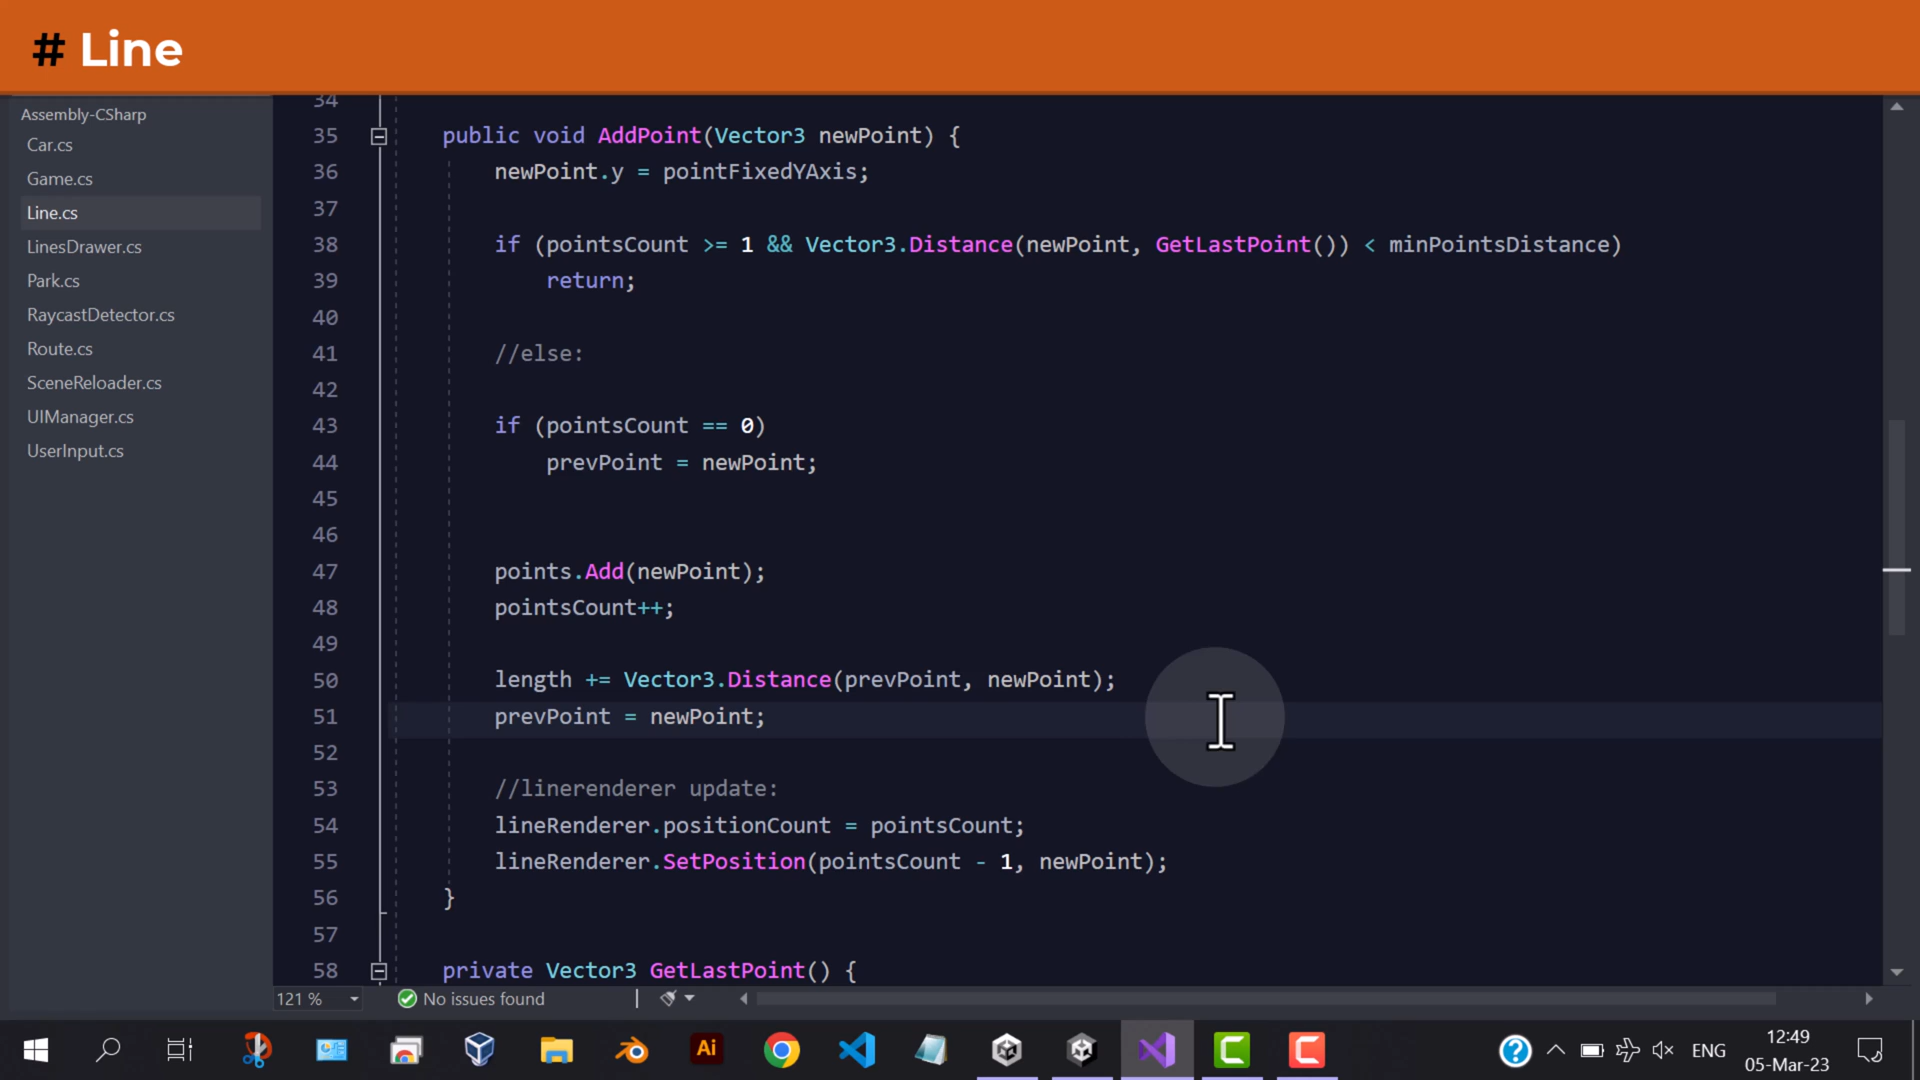 # Line
Assembly-CSharp
Car.cs
Game.cs
Line.cs
LinesDrawer.cs
Park.cs
RaycastDetector.cs
Route.cs
SceneReloader.cs
UIManager.cs
UserInput.cs
34
35 public void AddPoint(Vector3 newPoint) {
36 newPoint.y = pointFixedYAxis;
37
38 if (pointsCount >= 1 && Vector3.Distance(newPoint, GetLastPoint()) < minPointsDistance)
39 return;
40
41 //else:
42
43 if (pointsCount == 0)
44 prevPoint = newPoint;
45
46
47 points.Add(newPoint);
48 pointsCount++;
49
50 length += Vector3.Distance(prevPoint, newPoint);
51 prevPoint = newPoint;
52
53 //linerenderer update:
54 lineRenderer.positionCount = pointsCount;
55 lineRenderer.SetPosition(pointsCount - 1, newPoint);
56 }
57
58 private Vector3 GetLastPoint() {
121 % No issues found
Ai
ENG
12:49
05-Mar-23